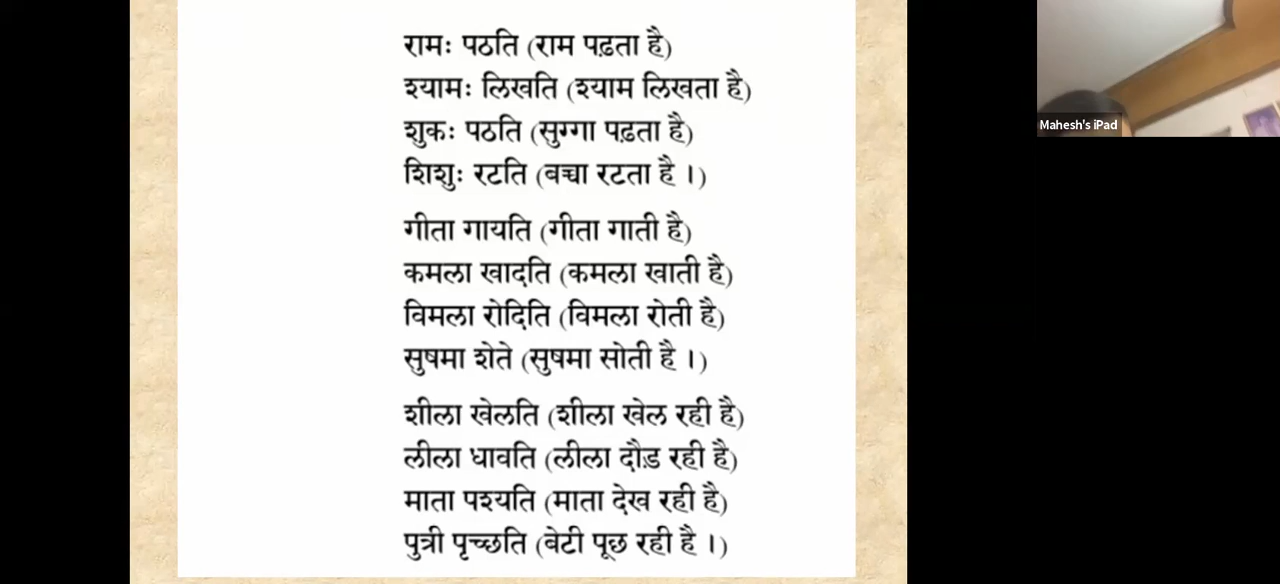 रामः पठति (राम पढ़ता है)
श्यामः लिखति (श्याम लिखता है)
शुकः पठति (सुग्गा पढ़ता है)
शिशुः रटति (बच्चा रटता है ।)
गीता गायति (गीता गाती है)
कमला खादति (कमला खाती है)
विमला रोदिति (विमला रोती है)
सुषमा शेते (सुषमा सोती है ।)
शीला खेलति (शीला खेल रही है)
लीला धावति (लीला दौड़ रही है)
माता पश्यति (माता देख रही है)
पुत्री पृच्छति (बेटी पूछ रही है ।)
Mahesh's iPad